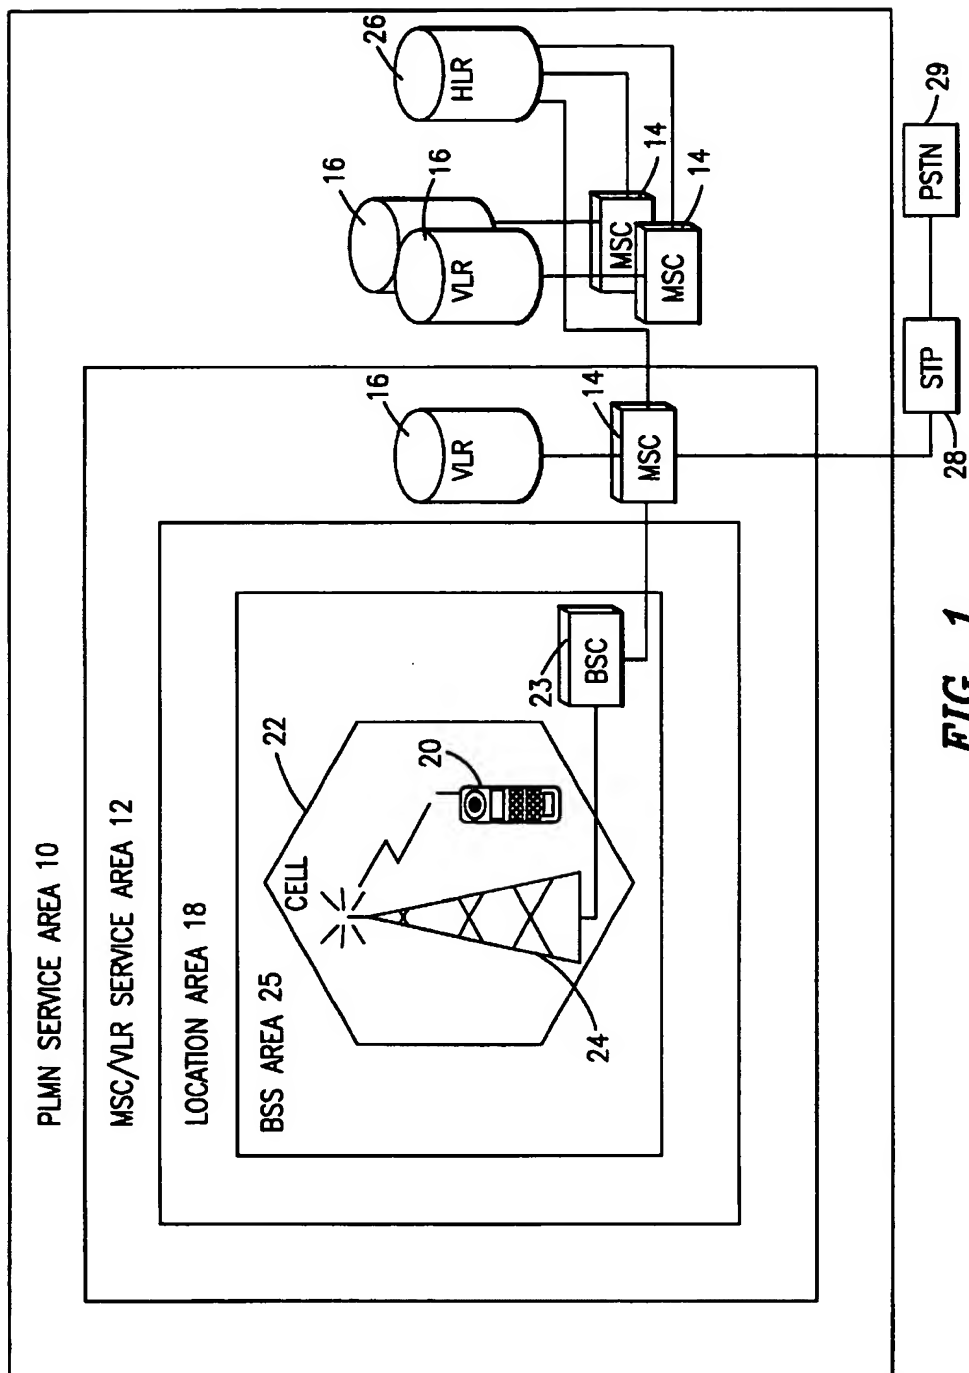 PLMN SERVICE AREA 10
MSC/VLR SERVICE AREA 12
LOCATION AREA 18
BSS AREA 25
CELL
22
20
24
23
BSC
16
VLR
14
MSC
16
16
VLR
26
HLR
14
MSC
14
MSC
28
STP
29
PSTN
FIG. 1